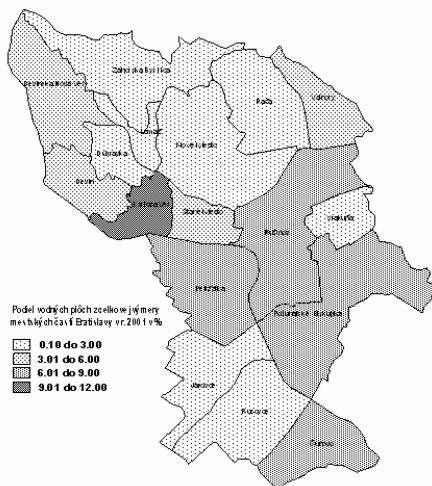 Záhorska Bystrica
Devínska Nová Ves
Rača
Vajnory
Lamač
Dúbravka
Nové Mesto
Devín
Karlova Ves
Staré Mesto
Ružinov
Vrakuňa
Petržalka
Podunajské Biskupice
Podiel vodných plôch z celkovej výmery
mestských častí Bratislavy v r. 2001 v %
0.10 do 3.00
3.01 do 6.00
6.01 do 9.00
9.01 do 12.00
Jarovce
Rusovce
Čunovo